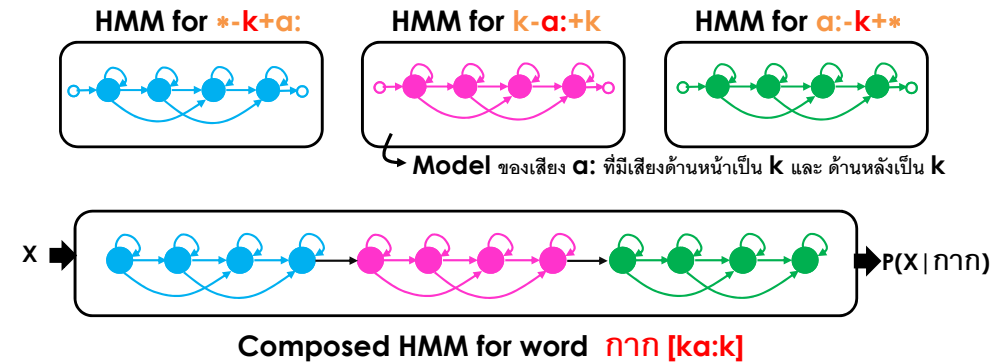 HMM for *-k+a:
HMM for k-a:+k
HMM for a:-k+*
Model ของเสียง a: ที่มีเสียงด้านหน้าเป็น k และ ด้านหลังเป็น k
X
P(X|กาก)
Composed HMM for word กาก [ka:k]